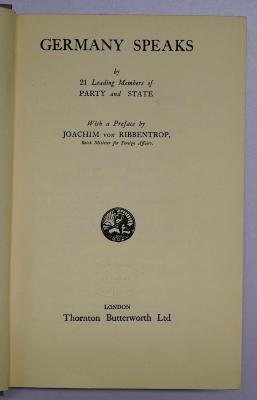 GERMANY SPEAKS
by
21 Leading Members of
PARTY and STATE
With a Preface by
JOACHIM von RIBBENTROP,
Reich Minister for Foreign Affairs.
LONDON
Thornton Butterworth Ltd